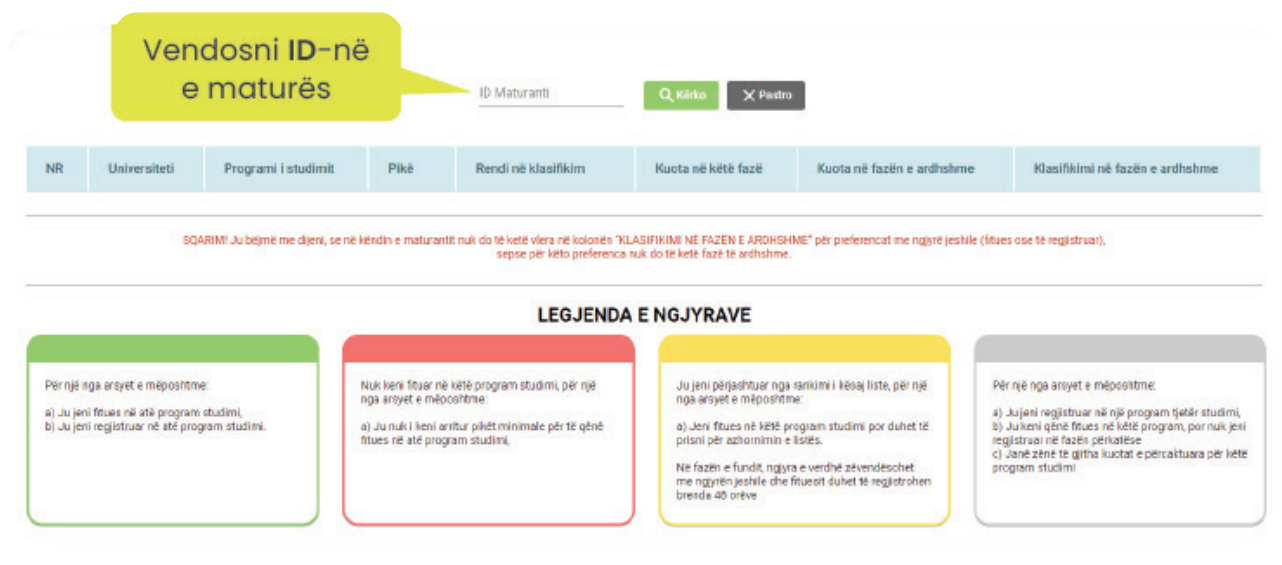 Vendosni ID-në
e maturës
ID Maturanti
Kërko
Pastro
NR
Universiteti
Programi i studimit
Pikë
Rendi në klasifikim
Kuota në këtë fazë
Kuota në fazën e ardhshme
Klasifikimi në fazën e ardhshme
SQARIM! Ju bëjmë me dijeni, se në këndin e maturantit nuk do të ketë vlera në kolonën "KLASIFIKIMI NË FAZËN E ARDHSHME" për preferencat me ngjyrë jeshile (fitues ose të regjistruar),
sepse për këto preferenca nuk do të ketë fazë të ardhshme.
LEGJENDA E NGJYRAVE
Për një nga arsyet e mëposhtme:
a) Ju jeni fitues në atë program studimi,
b) Ju jeni regjistruar në atë program studimi.
Nuk keni fituar në këtë program studimi, për një
nga arsyet e mëposhtme:
a) Ju nuk i keni arritur pikët minimale për të qënë
fitues në atë program studimi,
Ju jeni përjashtuar nga rankimi i kësaj liste, për një
nga arsyet e mëposhtme:
a) Jeni fitues në këtë program studimi por duhet të
prisni për azhornimin e
listës.
Në fazën e fundit, ngjyra
e verdhë zëvendësohet
me ngjyrën jeshile dhe fituesit duhet të regjistrohen
brenda 48 orëve
Për një nga arsyet e mëposhtme:
a) Ju jeni regjistruar në një program tjetër studimi,
b) Ju keni qënë fitues në këtë program, por nuk jeni
regjistruar në fazën përkatëse
c) Janë zënë të gjitha kuotat e përcaktuara për këtë
program studimi